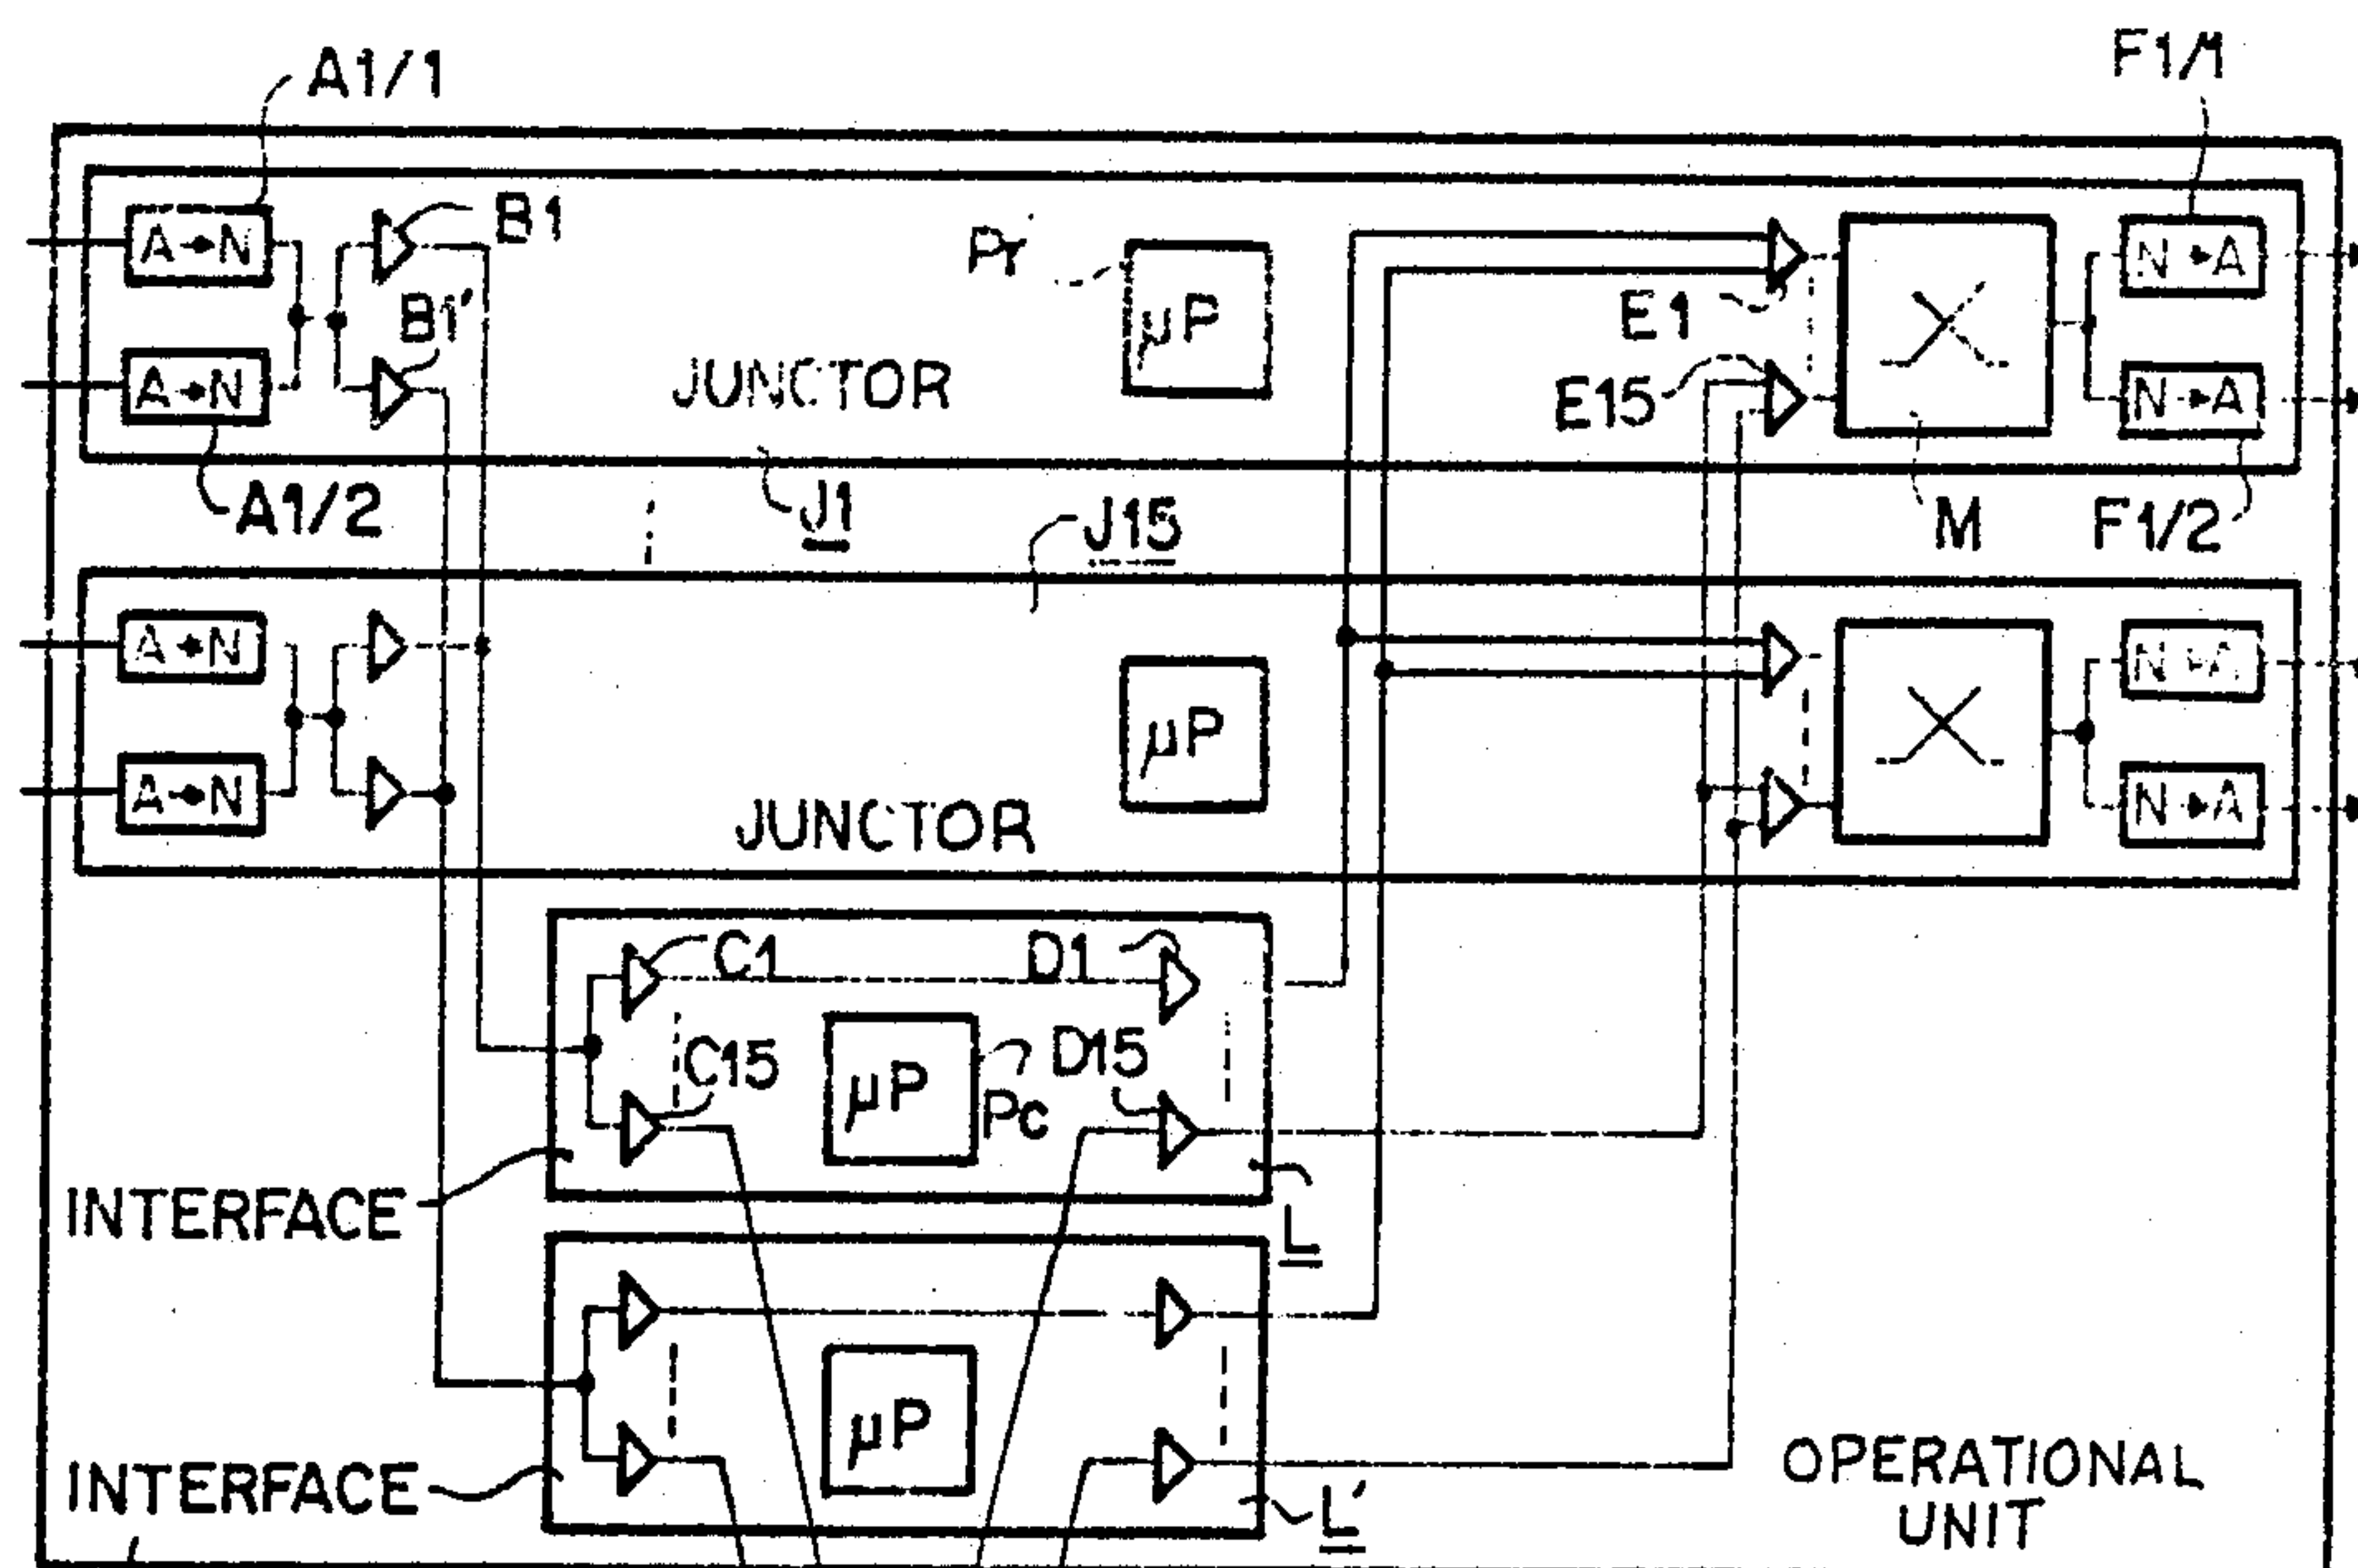 A1/1
F1/1
A→N
B1
Pr
µP
E1
N→A
B1'
A→N
JUNCTOR
E15
N→A
A1/2
J1
J15
M
F1/2
A→N
µP
N→A
A→N
JUNCTOR
N→A
C1
D1
C15
µP
D15
Pc
INTERFACE
L
µP
INTERFACE
L'
OPERATIONAL
UNIT